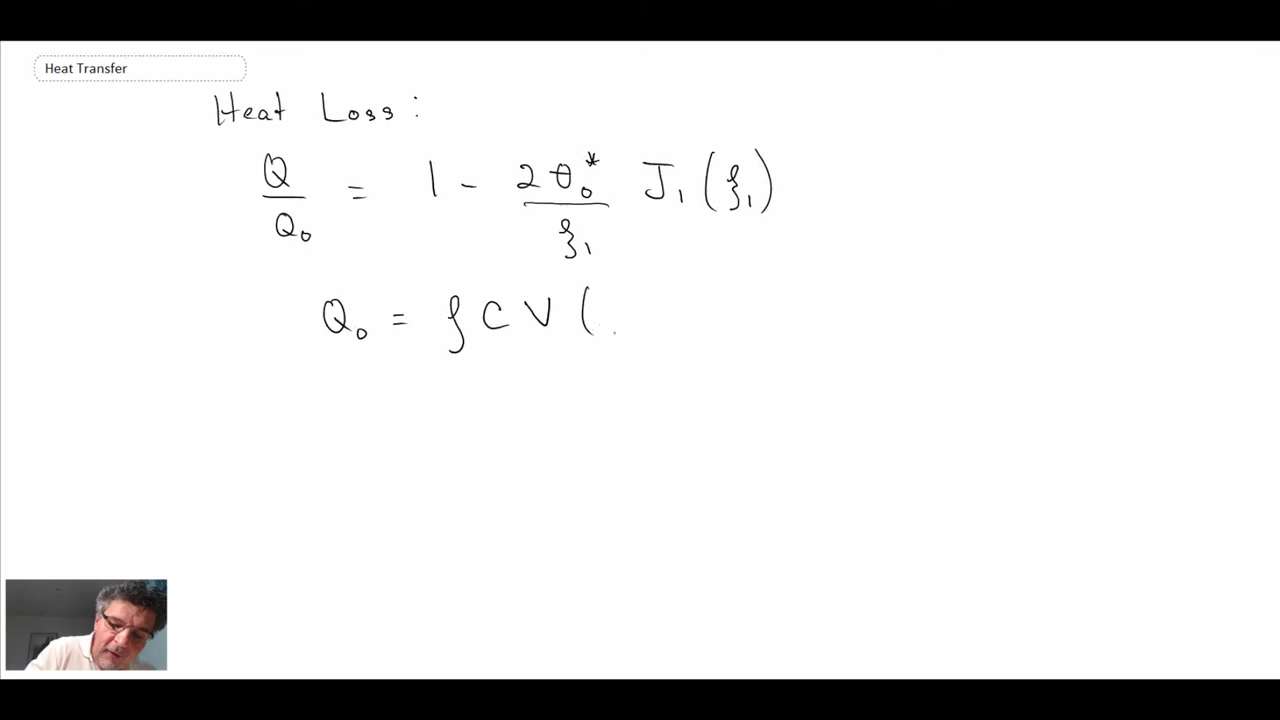 Heat Transfer
Heat Loss:
Q/Q₀ = 1 - 2θ₀*/ξ₁ J₁(ξ₁)
Q₀ = ρ C V (